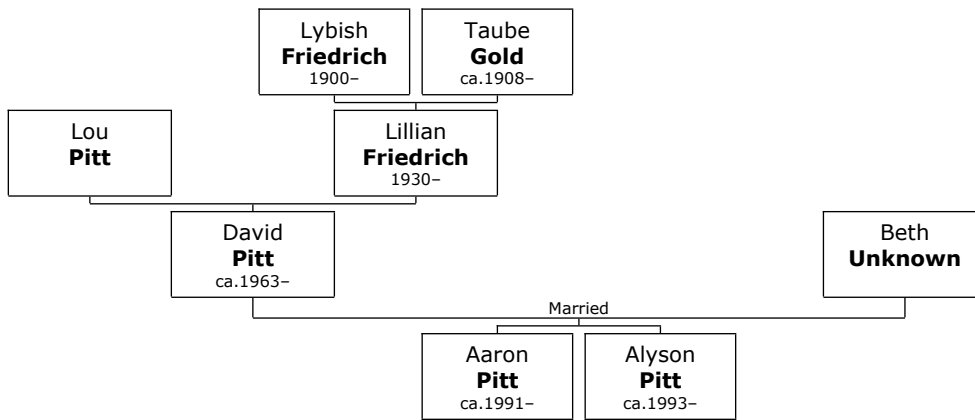 Lybish
Friedrich
1900–
Taube
Gold
ca.1908–
Lou
Pitt
Lillian
Friedrich
1930–
David
Pitt
ca.1963–
Beth
Unknown
Married
Aaron
Pitt
ca.1991–
Alyson
Pitt
ca.1993–